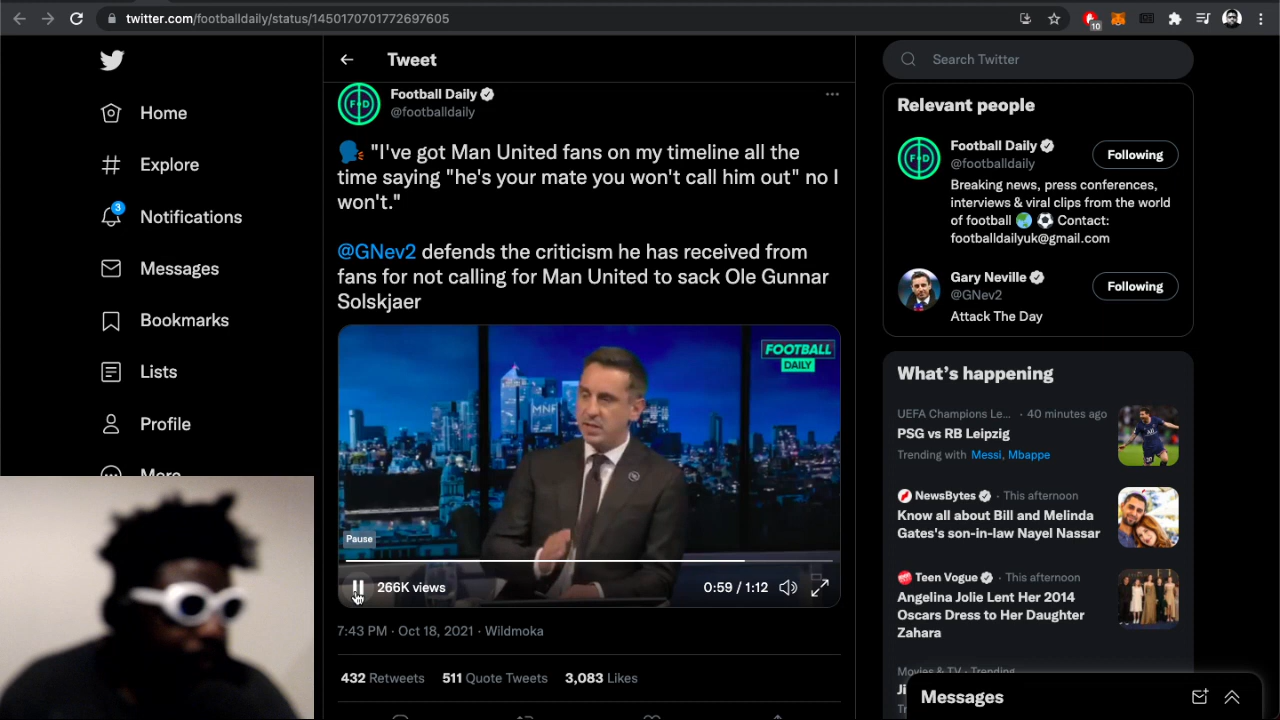 twitter.com/footballdaily/status/1450170701772697605
10
Home
Explore
3
Notifications
Messages
Bookmarks
Lists
Profile
More
Tweet
Football Daily
@footballdaily
"I've got Man United fans on my timeline all the
time saying "he's your mate you won't call him out" no I
won't."
@GNev2 defends the criticism he has received from
fans for not calling for Man United to sack Ole Gunnar
Solskjaer
FOOTBALL
DAILY
MNF
Pause
266K views
0:59 / 1:12
7:43 PM · Oct 18, 2021 · Wildmoka
432 Retweets 511 Quote Tweets 3,083 Likes
Search Twitter
Relevant people
Football Daily
@footballdaily
Following
Breaking news, press conferences,
interviews & viral clips from the world
of football Contact:
footballdailyuk@gmail.com
Gary Neville
@GNev2
Following
Attack The Day
What's happening
UEFA Champions Le... · 40 minutes ago
PSG vs RB Leipzig
Trending with Messi, Mbappe
NewsBytes · This afternoon
Know all about Bill and Melinda
Gates's son-in-law Nayel Nassar
Teen Vogue · This afternoon
Angelina Jolie Lent Her 2014
Oscars Dress to Her Daughter
Zahara
Movies & TV · Trending
Messages